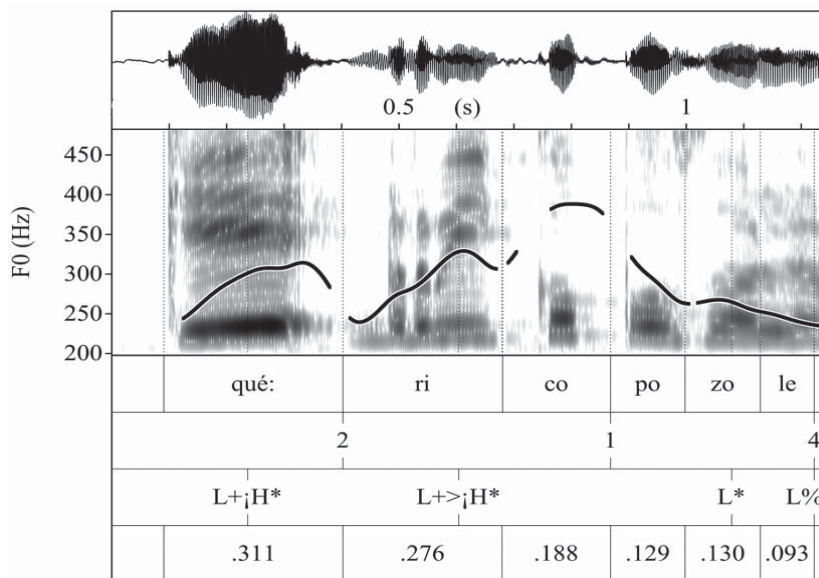 0.5 (s) 1
F0 (Hz)
450
400
350
300
250
200
qué: ri co po zo le
2 1 4
L+¡H* L+>¡H* L* L%
.311 .276 .188 .129 .130 .093